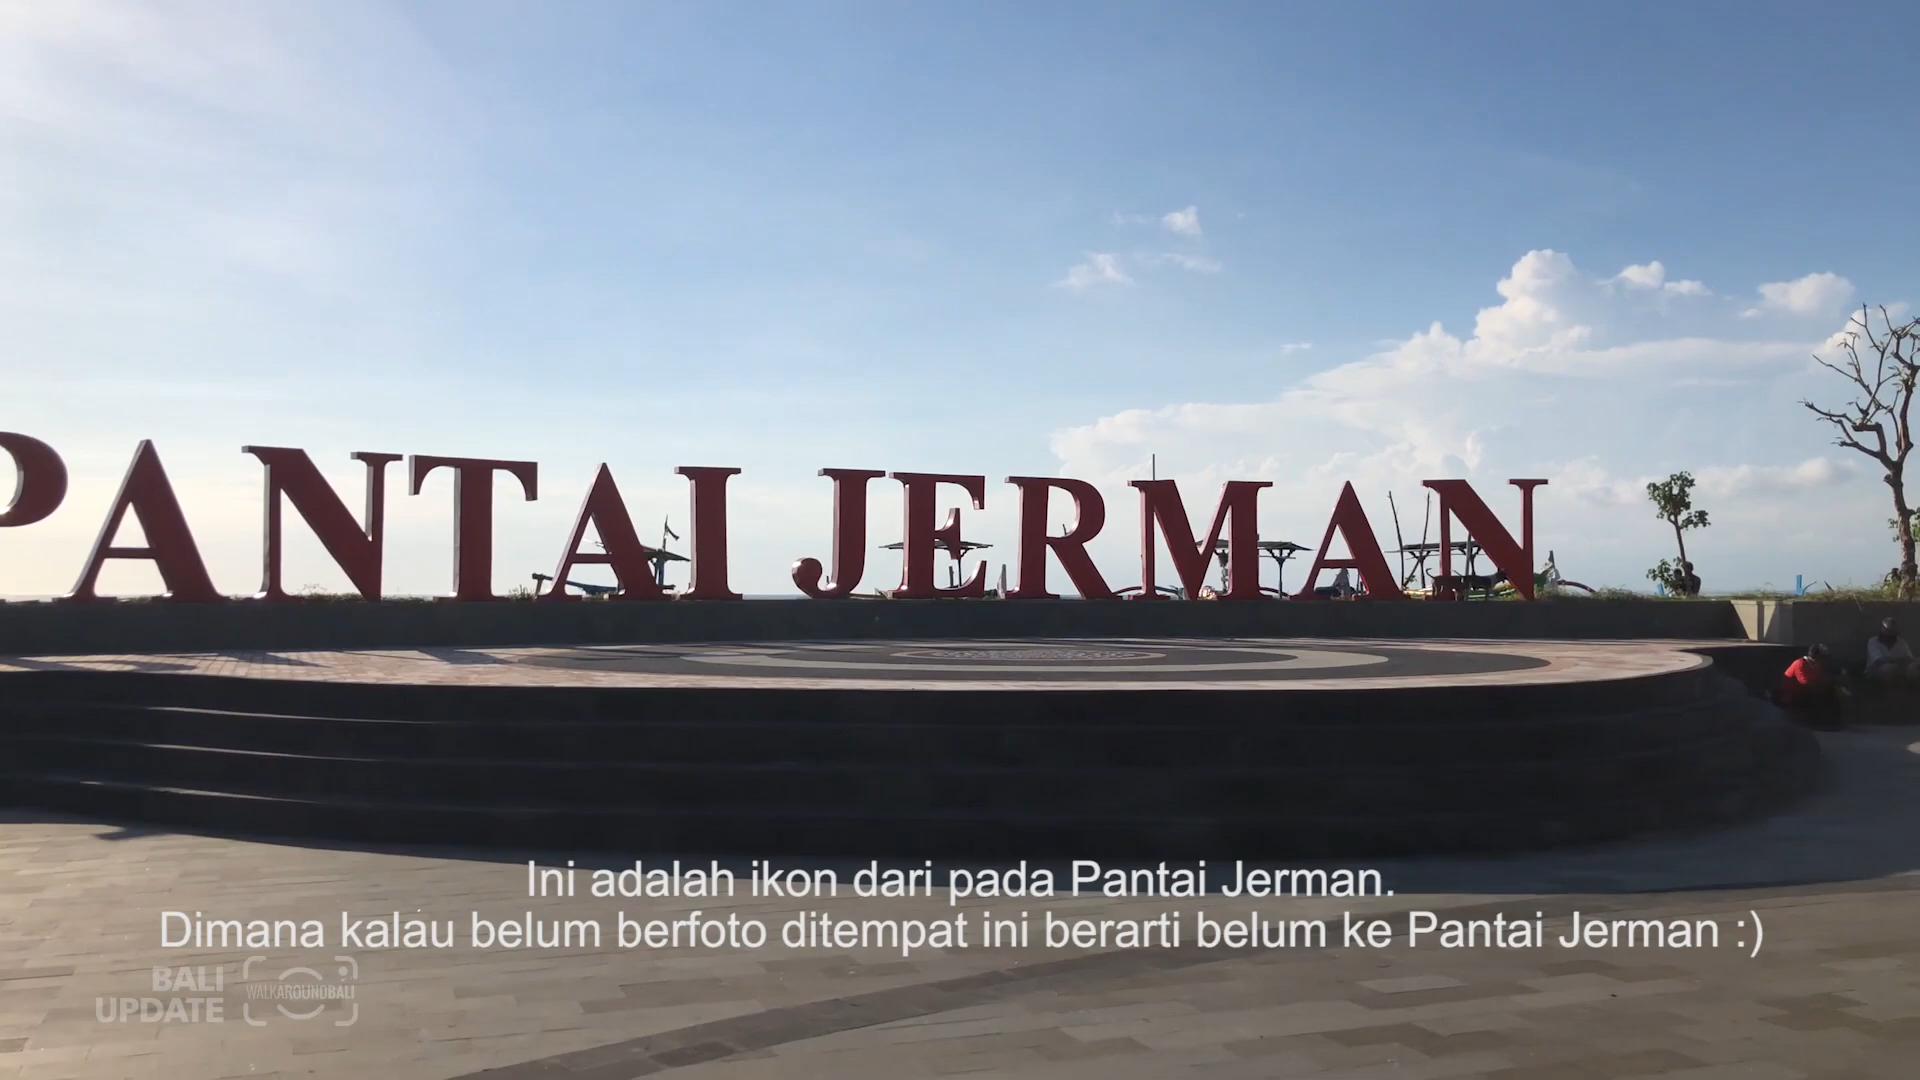 PANTAI JERMAN
Ini adalah ikon dari pada Pantai Jerman.
Dimana kalau belum berfoto ditempat ini berarti belum ke Pantai Jerman :)
BALI
UPDATE
WALKAROUNDBALI